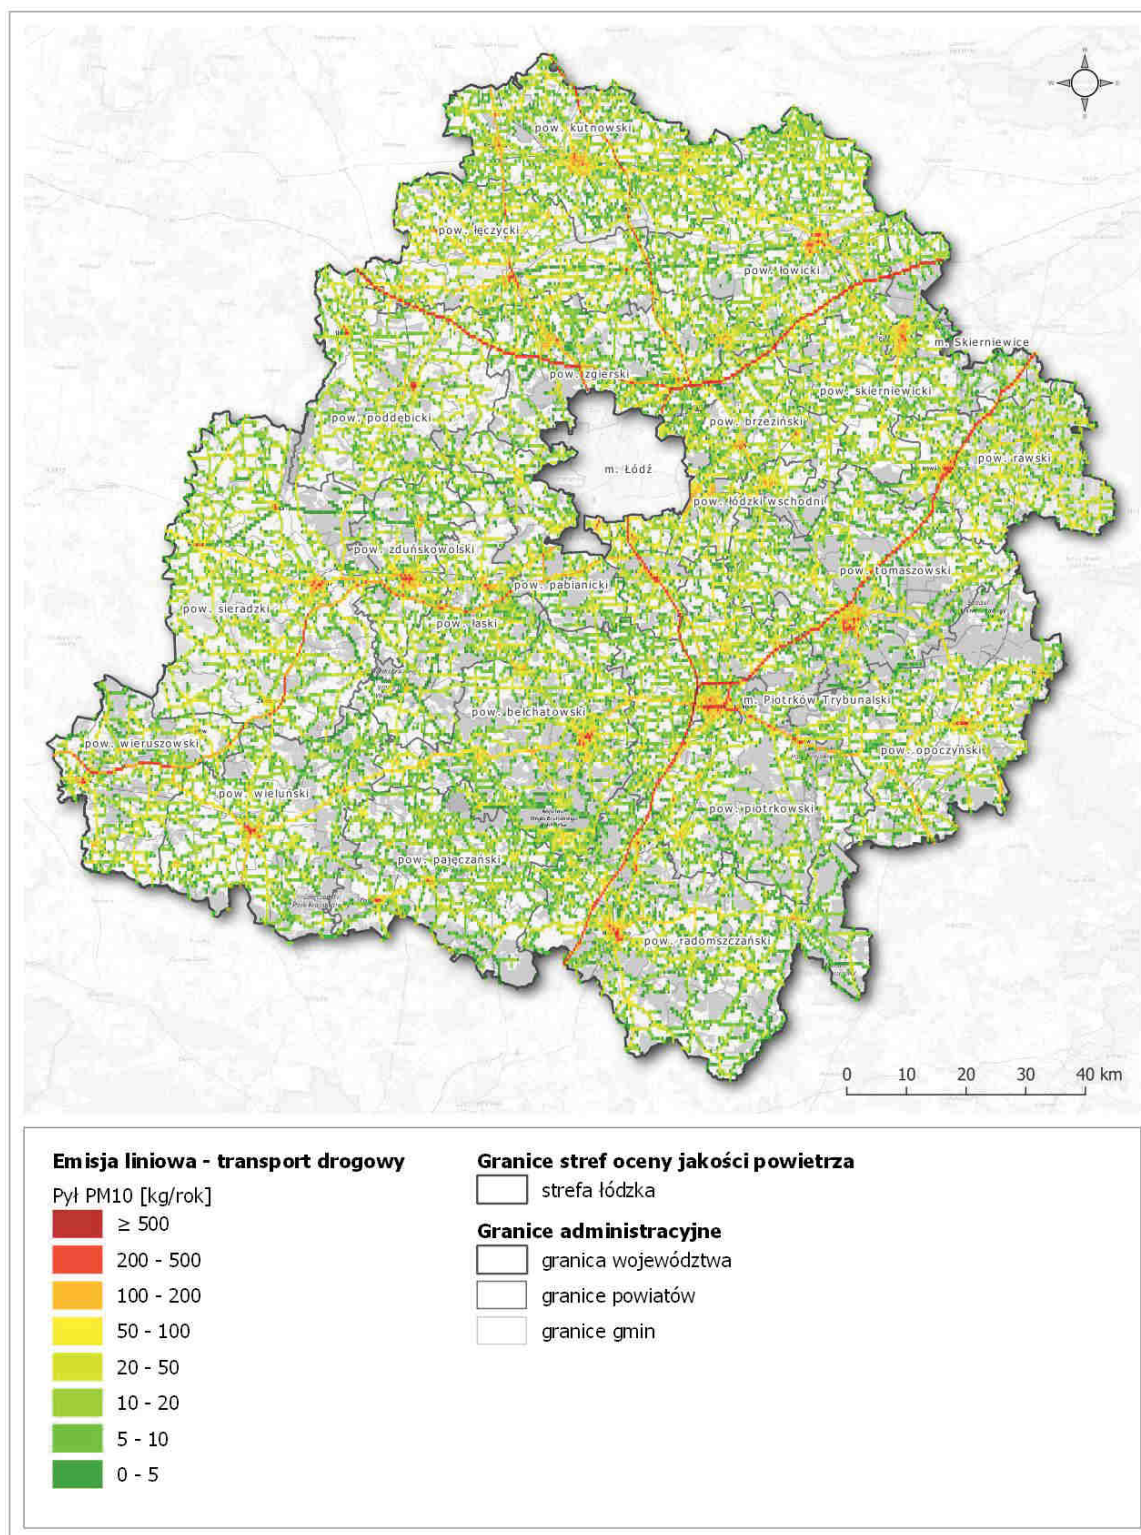 pow. kutnowski
pow. łęczycki
pow. łowicki
m. Skierniewice
pow. zgierski
pow. skierniewicki
pow. poddębicki
pow. brzeziński
pow. rawski
m. Łódź
pow. łódzki wschodni
pow. zduńskowolski
pow. tomaszowski
pow. pabianicki
pow. sieradzki
pow. łaski
m. Piotrków Trybunalski
pow. bełchatowski
pow. wieruszowski
pow. opoczyński
pow. wieluński
pow. piotrkowski
pow. pajęczański
pow. radomszczański
0 10 20 30 40 km
Emisja liniowa - transport drogowy
Pył PM10 [kg/rok]
≥ 500
200 - 500
100 - 200
50 - 100
20 - 50
10 - 20
5 - 10
0 - 5
Granice stref oceny jakości powietrza
strefa łódzka
Granice administracyjne
granica województwa
granice powiatów
granice gmin